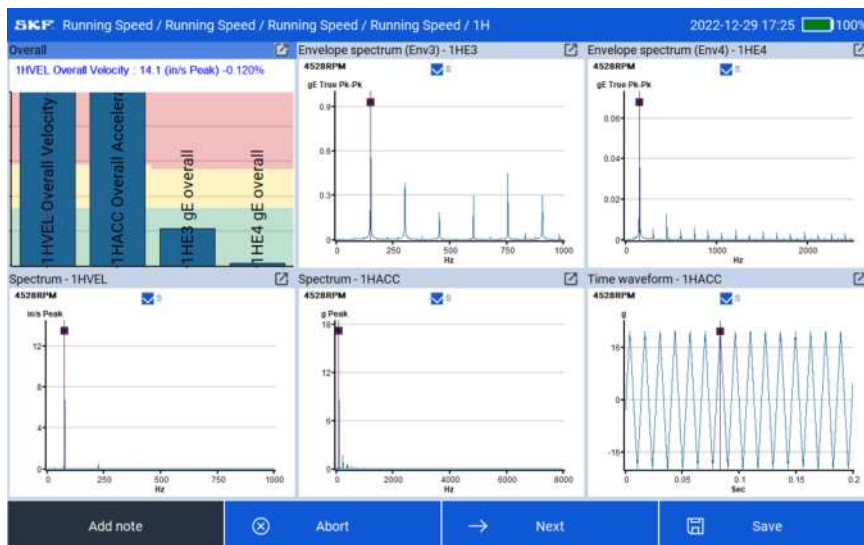 SKF Running Speed / Running Speed / Running Speed / Running Speed / 1H 2022-12-29 17:25 100%
Overall
1HVEL Overall Velocity : 14.1 (in/s Peak) -0.120%
1HVEL Overall Velocity
1HACC Overall Accelera
1HE3 gE overall
1HE4 gE overall
Envelope spectrum (Env3) - 1HE3
4528RPM
S
gE True Pk-Pk
0.9
0.6
0.3
0
0 250 500 750 1000
Hz
Envelope spectrum (Env4) - 1HE4
4528RPM
S
gE True Pk-Pk
0.06
0.04
0.02
0
0 1000 2000
Hz
Spectrum - 1HVEL
4528RPM
S
in/s Peak
12
8
4
0
0 250 500 750 1000
Hz
Spectrum - 1HACC
4528RPM
S
g Peak
18
12
6
0
0 2000 4000 6000 8000
Hz
Time waveform - 1HACC
4528RPM
S
g
16
0
-16
0 0.05 0.1 0.15 0.2
Sec
Add note Abort Next Save